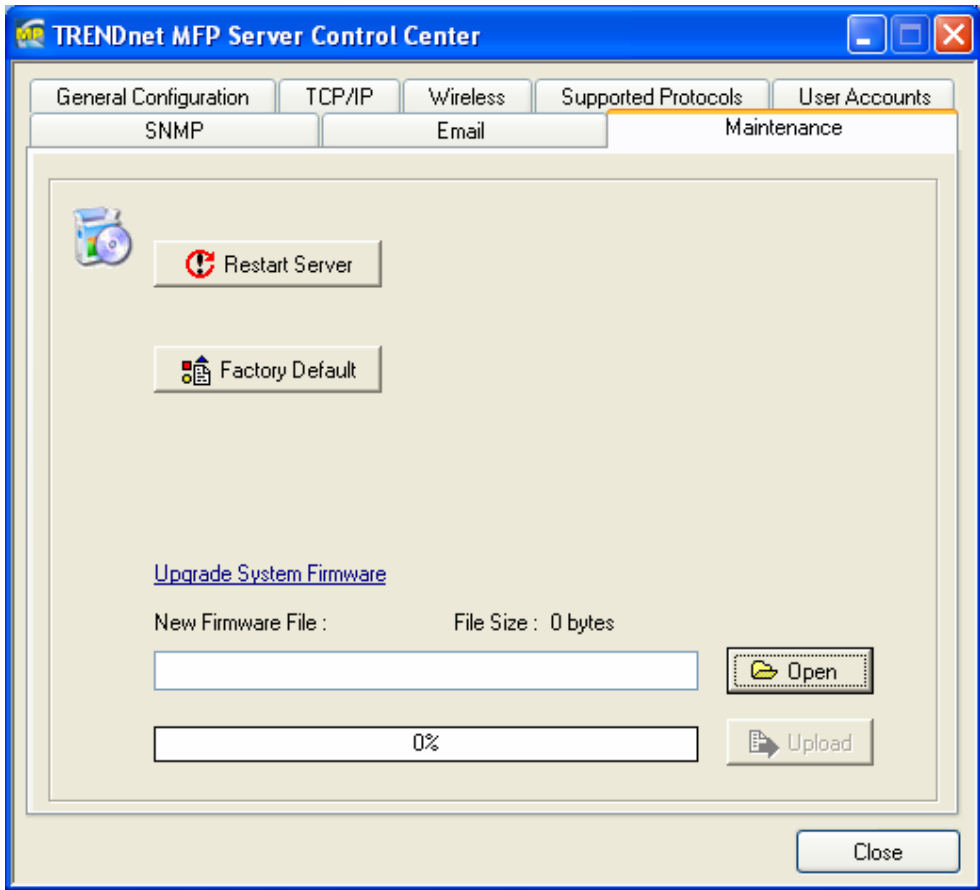 TRENDnet MFP Server Control Center
General Configuration TCP/IP Wireless Supported Protocols User Accounts
SNMP Email Maintenance
Restart Server
Factory Default
Upgrade System Firmware
New Firmware File : File Size : 0 bytes
Open
0% Upload
Close